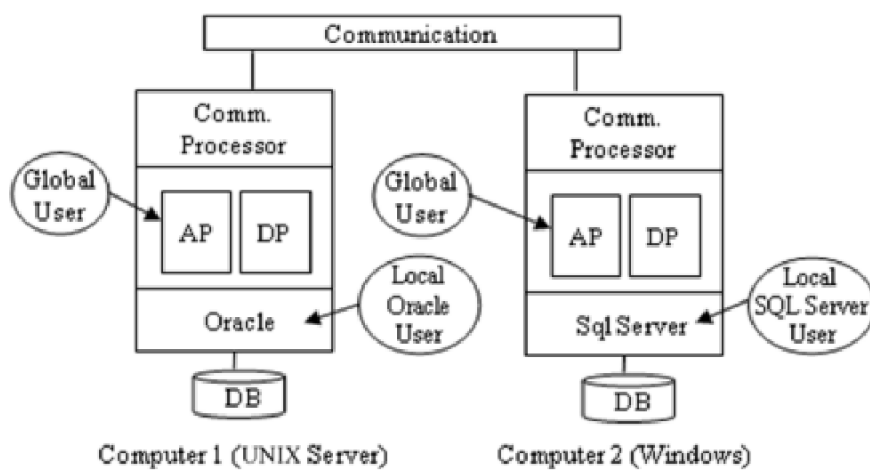 Communication
Comm.
Processor
Global
User
AP
DP
Local
Oracle
User
Oracle
DB
Computer 1 (UNIX Server)
Comm.
Processor
Global
User
AP
DP
Local
SQL Server
User
Sql Server
DB
Computer 2 (Windows)